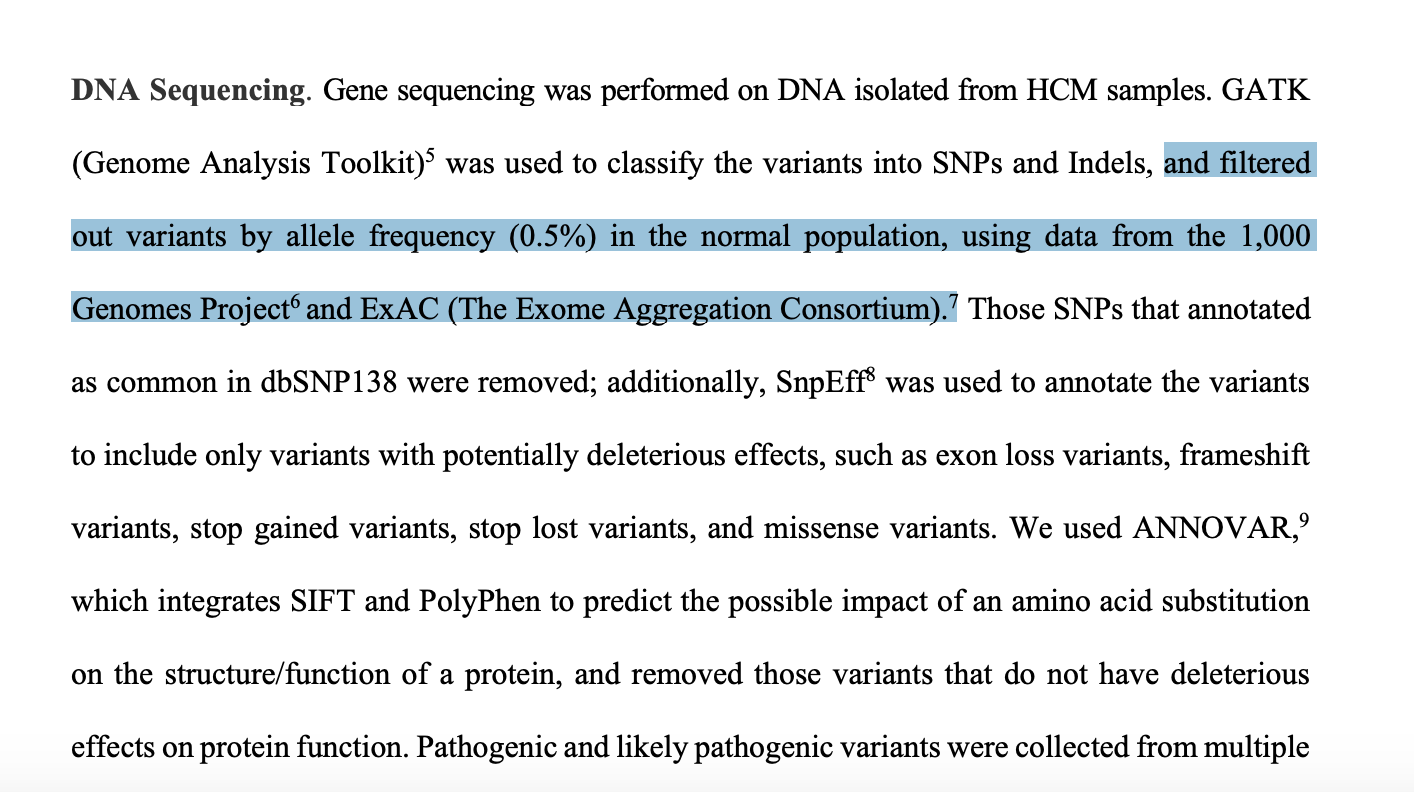 DNA Sequencing. Gene sequencing was performed on DNA isolated from HCM samples. GATK
(Genome Analysis Toolkit)⁵ was used to classify the variants into SNPs and Indels, and filtered
out variants by allele frequency (0.5%) in the normal population, using data from the 1,000
Genomes Project⁶ and ExAC (The Exome Aggregation Consortium).⁷ Those SNPs that annotated
as common in dbSNP138 were removed; additionally, SnpEff⁸ was used to annotate the variants
to include only variants with potentially deleterious effects, such as exon loss variants, frameshift
variants, stop gained variants, stop lost variants, and missense variants. We used ANNOVAR,⁹
which integrates SIFT and PolyPhen to predict the possible impact of an amino acid substitution
on the structure/function of a protein, and removed those variants that do not have deleterious
effects on protein function. Pathogenic and likely pathogenic variants were collected from multiple